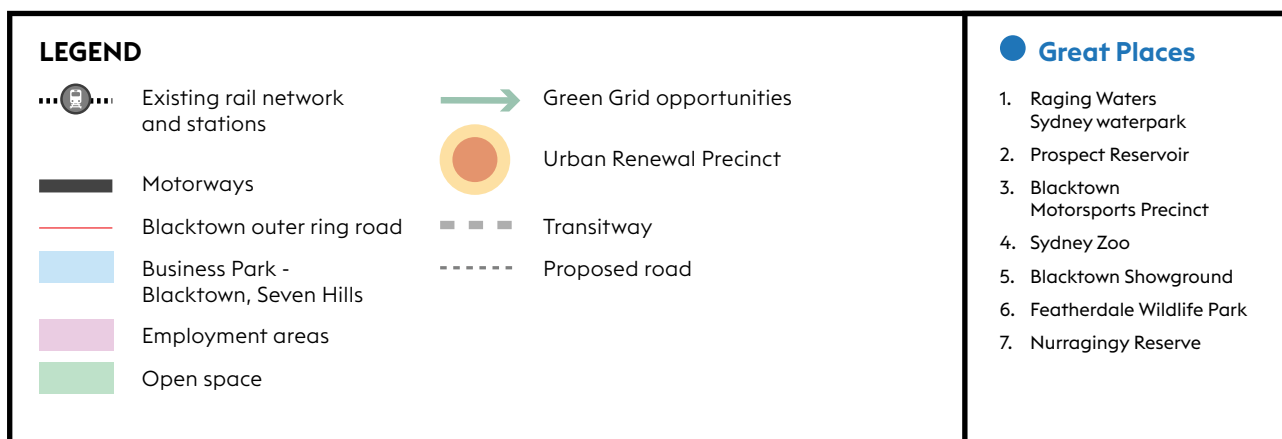 LEGEND
Existing rail network
and stations
Motorways
Blacktown outer ring road
Business Park -
Blacktown, Seven Hills
Employment areas
Open space
Green Grid opportunities
Urban Renewal Precinct
Transitway
Proposed road
Great Places
1. Raging Waters
Sydney waterpark
2. Prospect Reservoir
3. Blacktown
Motorsports Precinct
4. Sydney Zoo
5. Blacktown Showground
6. Featherdale Wildlife Park
7. Nurragingy Reserve